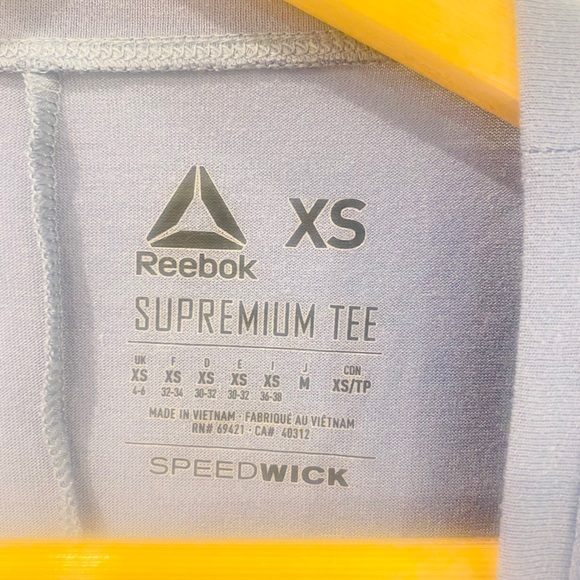 XS
Reebok
SUPREMIUM TEE
UK F D E I J CDN
XS XS XS XS XS M XS/TP
4-6 32-34 30-32 30-32 36-38
MADE IN VIETNAM · FABRIQUÉ AU VIÊTNAM
RN# 69421 · CA# 40312
SPEEDWICK